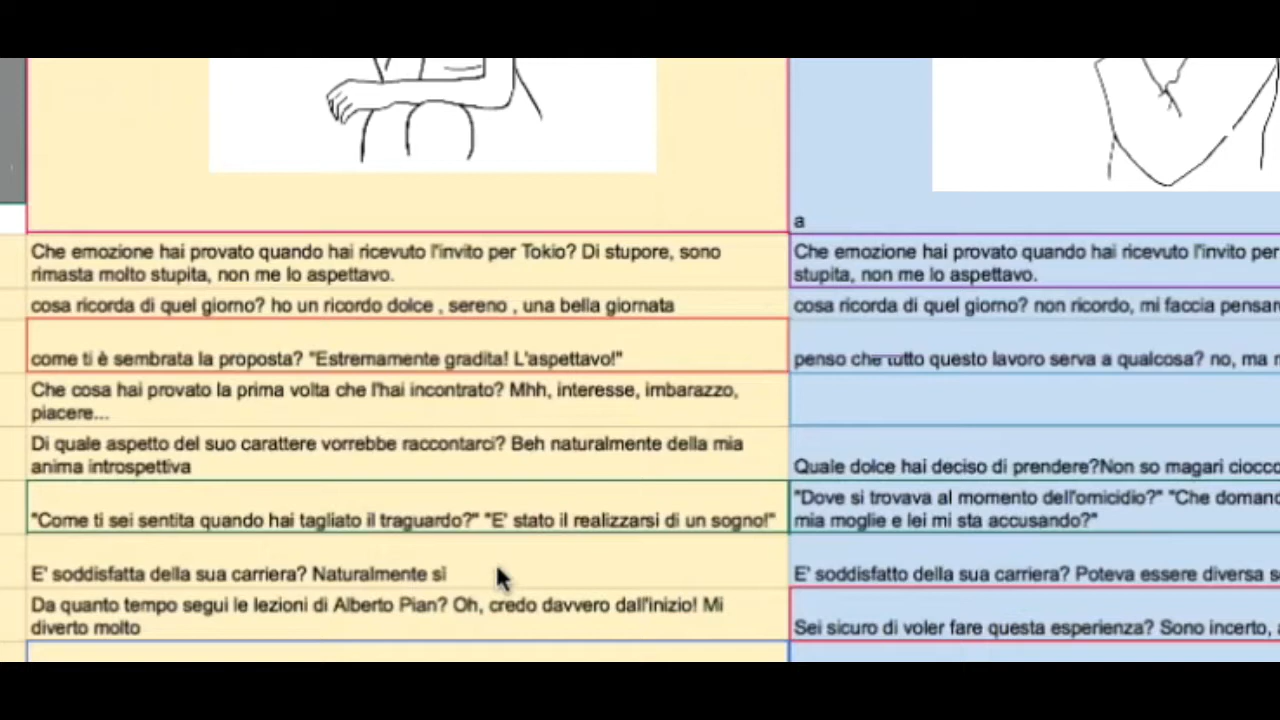 Che emozione hai provato quando hai ricevuto l'invito per Tokio? Di stupore, sono
rimasta molto stupita, non me lo aspettavo.
cosa ricorda di quel giorno? ho un ricordo dolce , sereno , una bella giornata
come ti è sembrata la proposta? "Estremamente gradita! L'aspettavo!"
Che cosa hai provato la prima volta che l'hai incontrato? Mhh, interesse, imbarazzo,
piacere...
Di quale aspetto del suo carattere vorrebbe raccontarci? Beh naturalmente della mia
anima introspettiva
"Come ti sei sentita quando hai tagliato il traguardo?" "E' stato il realizzarsi di un sogno!"
E' soddisfatta della sua carriera? Naturalmente sì
Da quanto tempo segui le lezioni di Alberto Pian? Oh, credo davvero dall'inizio! Mi
diverto molto
a
Che emozione hai provato quando hai ricevuto l'invito per
stupita, non me lo aspettavo.
cosa ricorda di quel giorno? non ricordo, mi faccia
penso che tutto questo lavoro serva a qualcosa? no, ma
Quale dolce hai deciso di prendere?Non so magari
"Dove si trovava al momento dell'omicidio?" "Che
mia moglie e lei mi sta accusando?"
E' soddisfatto della sua carriera? Poteva essere diversa
Sei sicuro di voler fare questa esperienza? Sono incerto,